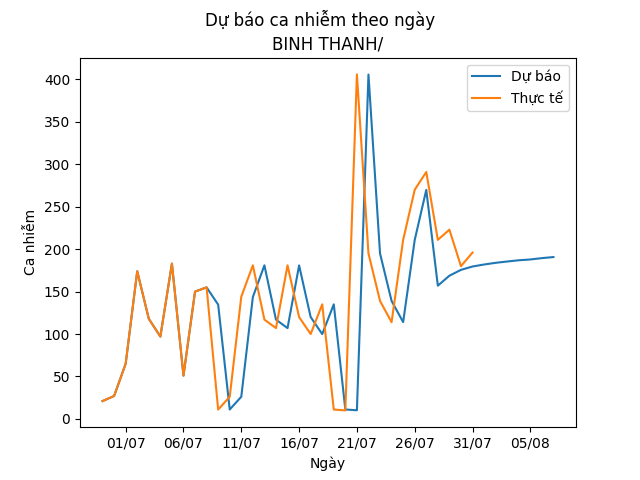 Dự báo ca nhiễm theo ngày
BINH THANH/
Dự báo
Thực tế
Ca nhiễm
400
350
300
250
200
150
100
50
0
01/07
06/07
11/07
16/07
21/07
26/07
31/07
05/08
Ngày